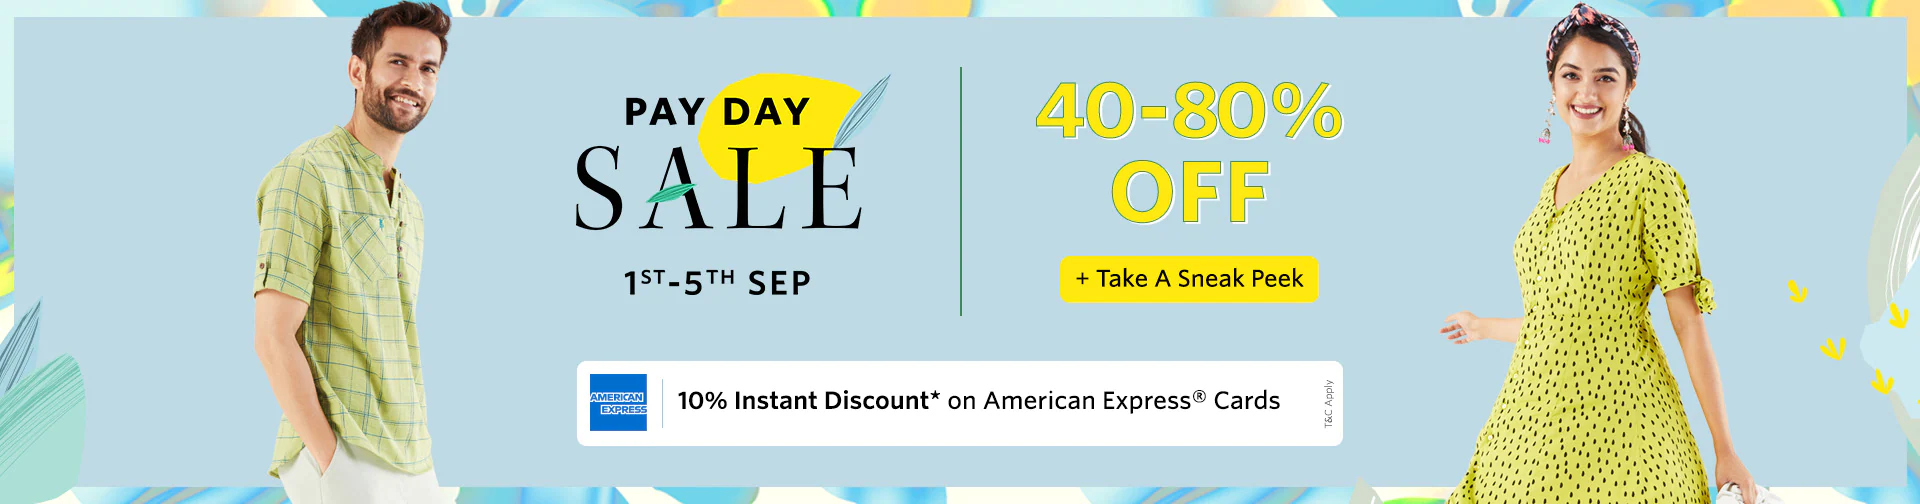 PAY DAY
SALE
1ST-5TH SEP
40-80%
OFF
+ Take A Sneak Peek
AMERICAN
EXPRESS
10% Instant Discount* on American Express® Cards
T&C Apply